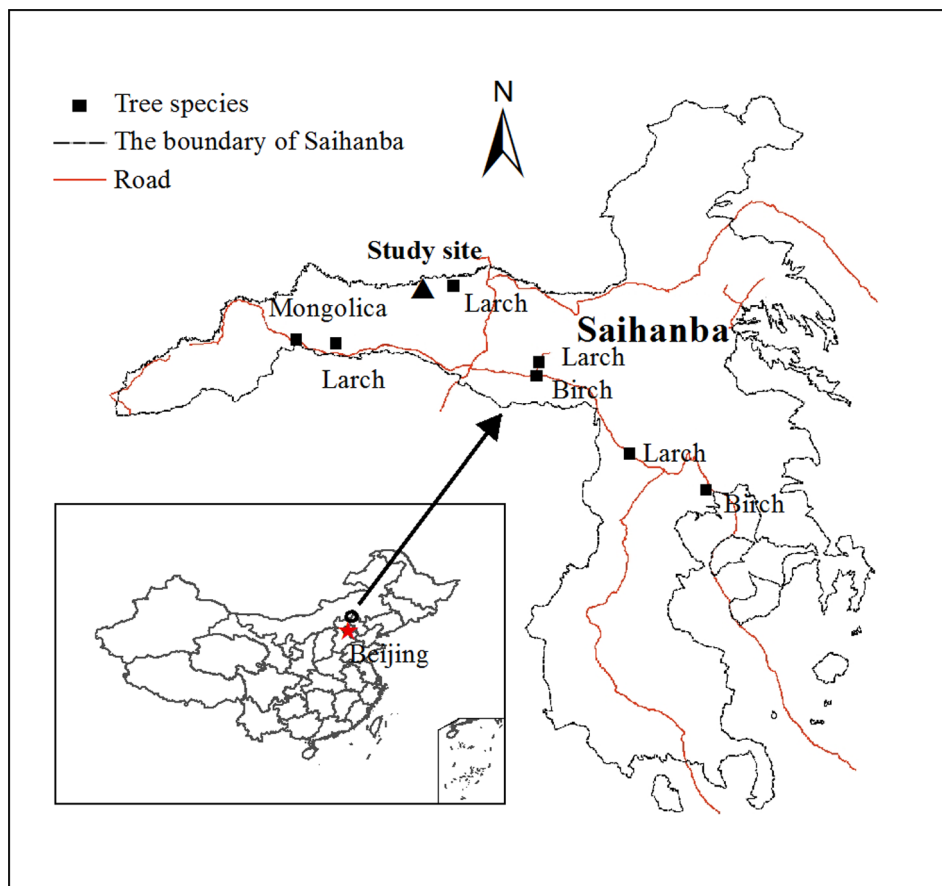 N
Tree species
The boundary of Saihanba
Road
Study site
Mongolica
Larch
Saihanba
Larch
Larch
Birch
Larch
Birch
Beijing